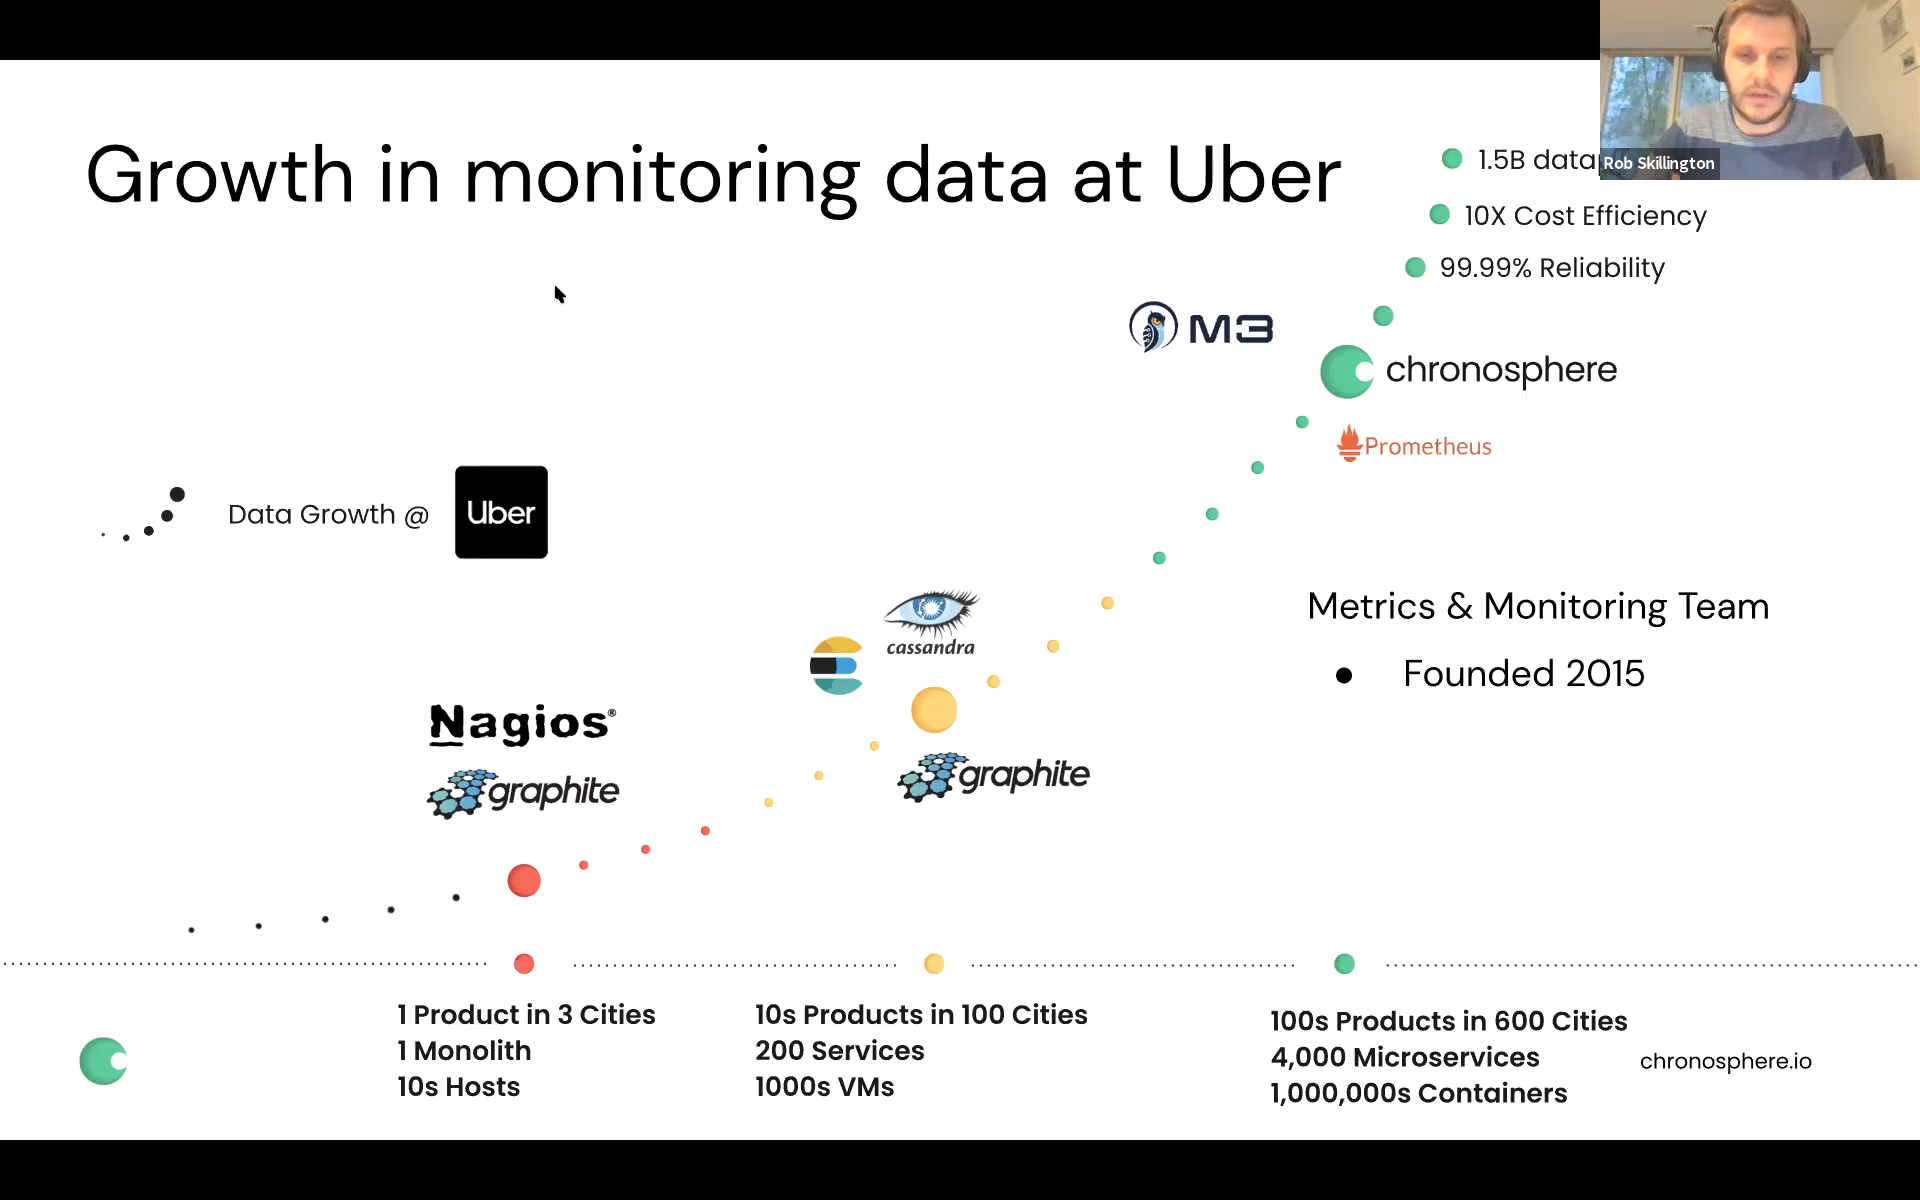 Growth in monitoring data at Uber
1.5B data
Rob Skillington
10X Cost Efficiency
99.99% Reliability
M3
chronosphere
Prometheus
Data Growth @
Uber
cassandra
Metrics & Monitoring Team
● Founded 2015
Nagios®
graphite
graphite
1 Product in 3 Cities
1 Monolith
10s Hosts
10s Products in 100 Cities
200 Services
1000s VMs
100s Products in 600 Cities
4,000 Microservices
1,000,000s Containers
chronosphere.io